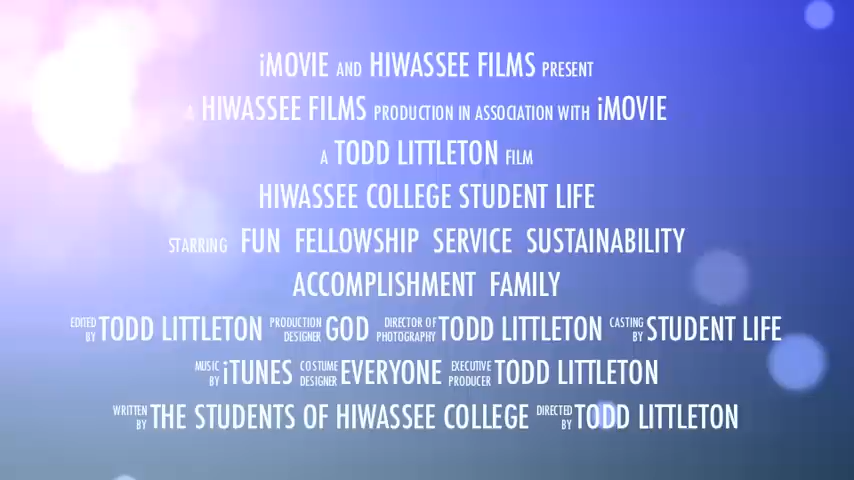 iMOVIE AND HIWASSEE FILMS PRESENT
A HIWASSEE FILMS PRODUCTION IN ASSOCIATION WITH iMOVIE
A TODD LITTLETON FILM
HIWASSEE COLLEGE STUDENT LIFE
STARRING FUN FELLOWSHIP SERVICE SUSTAINABILITY
ACCOMPLISHMENT FAMILY
EDITED BY TODD LITTLETON PRODUCTION DESIGNER GOD DIRECTOR OF PHOTOGRAPHY TODD LITTLETON CASTING BY STUDENT LIFE
MUSIC BY iTUNES COSTUME DESIGNER EVERYONE EXECUTIVE PRODUCER TODD LITTLETON
WRITTEN BY THE STUDENTS OF HIWASSEE COLLEGE DIRECTED BY TODD LITTLETON